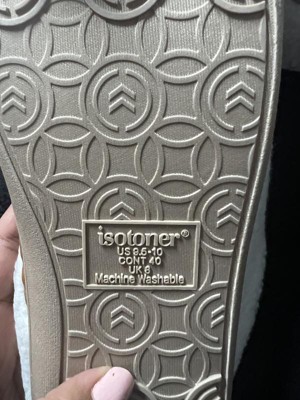 isotoner®
US 9.5-10
CONT 40
UK 8
Machine Washable